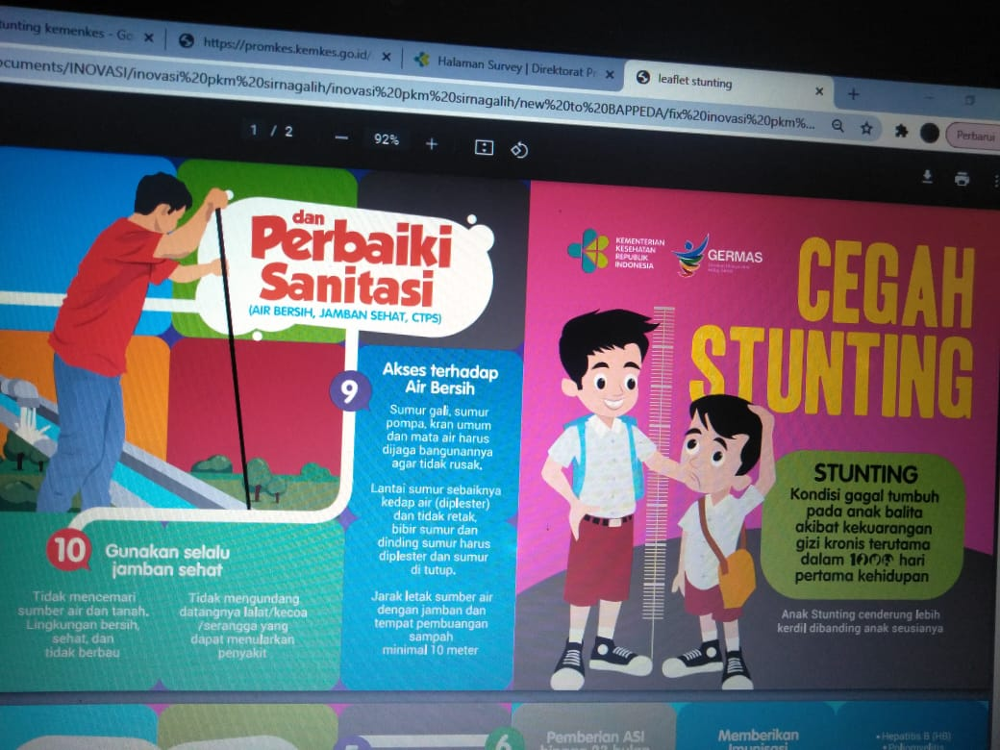 tunting kemenkes - Go
https://promkes.kemkes.go.id/
Halaman Survey | Direktorat Pr
leaflet stunting
ocuments/INOVASI/inovasi%20pkm%20sirnagalih/inovasi%20pkm%20sirnagalih/new%20to%20BAPPEDA/fix%20inovasi%20pkm%...
Perbarui
1 / 2
92%
dan
Perbaiki
Sanitasi
(AIR BERSIH, JAMBAN SEHAT, CTPS)
9
Akses terhadap
Air Bersih
Sumur gali, sumur
pompa, kran umum
dan mata air harus
dijaga bangunannya
agar tidak rusak.
Lantai sumur sebaiknya
kedap air (diplester)
dan tidak retak,
bibir sumur dan
dinding sumur harus
diplester dan sumur
di tutup.
Jarak letak sumber air
dengan jamban dan
tempat pembuangan
sampah
minimal 10 meter
10
Gunakan selalu
jamban sehat
Tidak mencemari
sumber air dan tanah.
Lingkungan bersih,
sehat, dan
tidak berbau
Tidak mengundang
datangnya lalat/kecoa
/serangga yang
dapat menularkan
penyakit
KEMENTERIAN
KESEHATAN
REPUBLIK
INDONESIA
GERMAS
CEGAH
STUNTING
STUNTING
Kondisi gagal tumbuh
pada anak balita
akibat kekuarangan
gizi kronis terutama
dalam hari
pertama kehidupan
Anak Stunting cenderung lebih
kerdil dibanding anak seusianya
6
Pemberian ASI
Memberikan
Imunisasi
• Hepatitis B (HB)